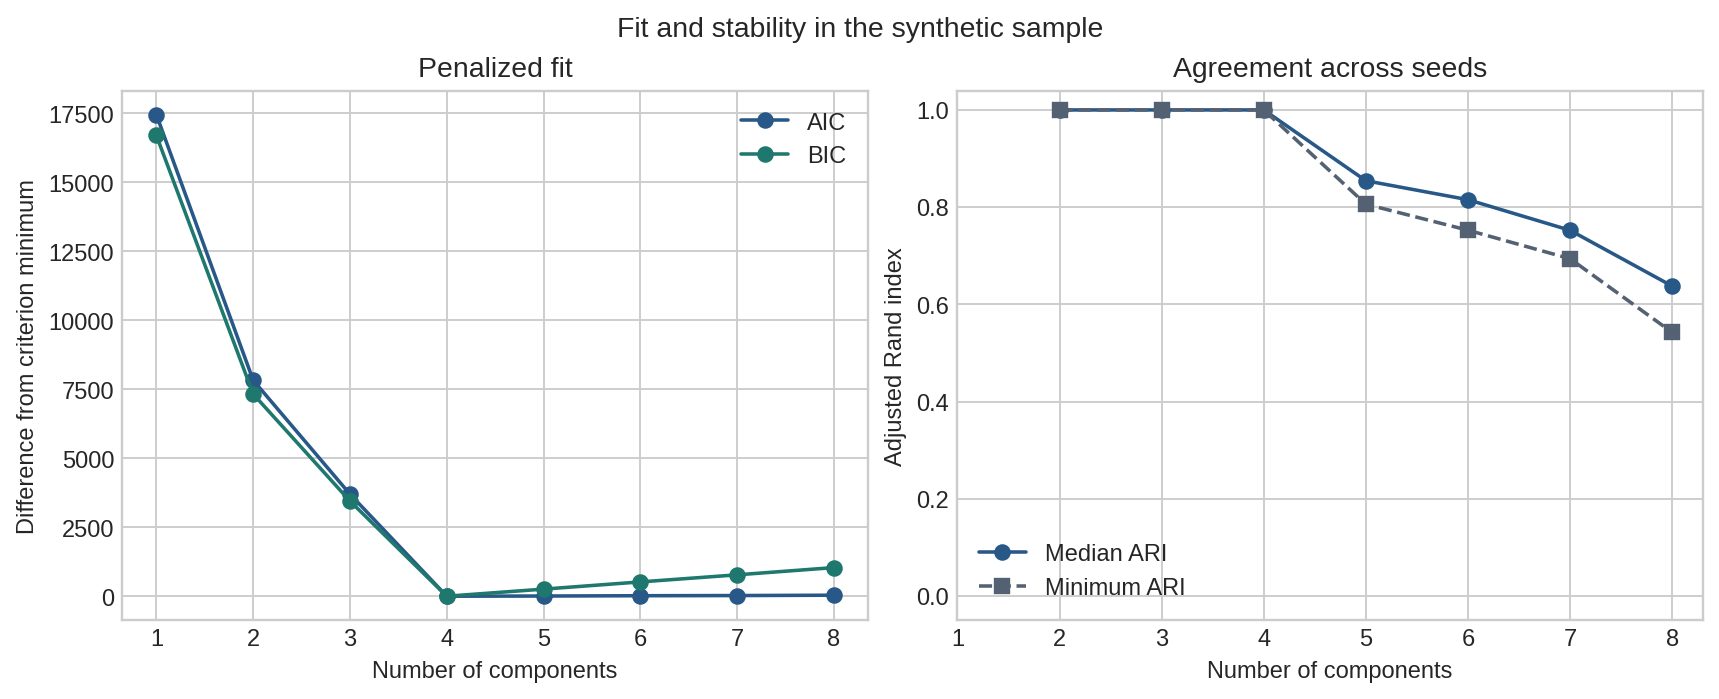 Fit and stability in the synthetic sample
Penalized fit
Difference from criterion minimum
17500
15000
12500
10000
7500
5000
2500
0
AIC
BIC
1 2 3 4 5 6 7 8
Number of components
Agreement across seeds
Adjusted Rand index
1.0
0.8
0.6
0.4
0.2
0.0
Median ARI
Minimum ARI
1 2 3 4 5 6 7 8
Number of components